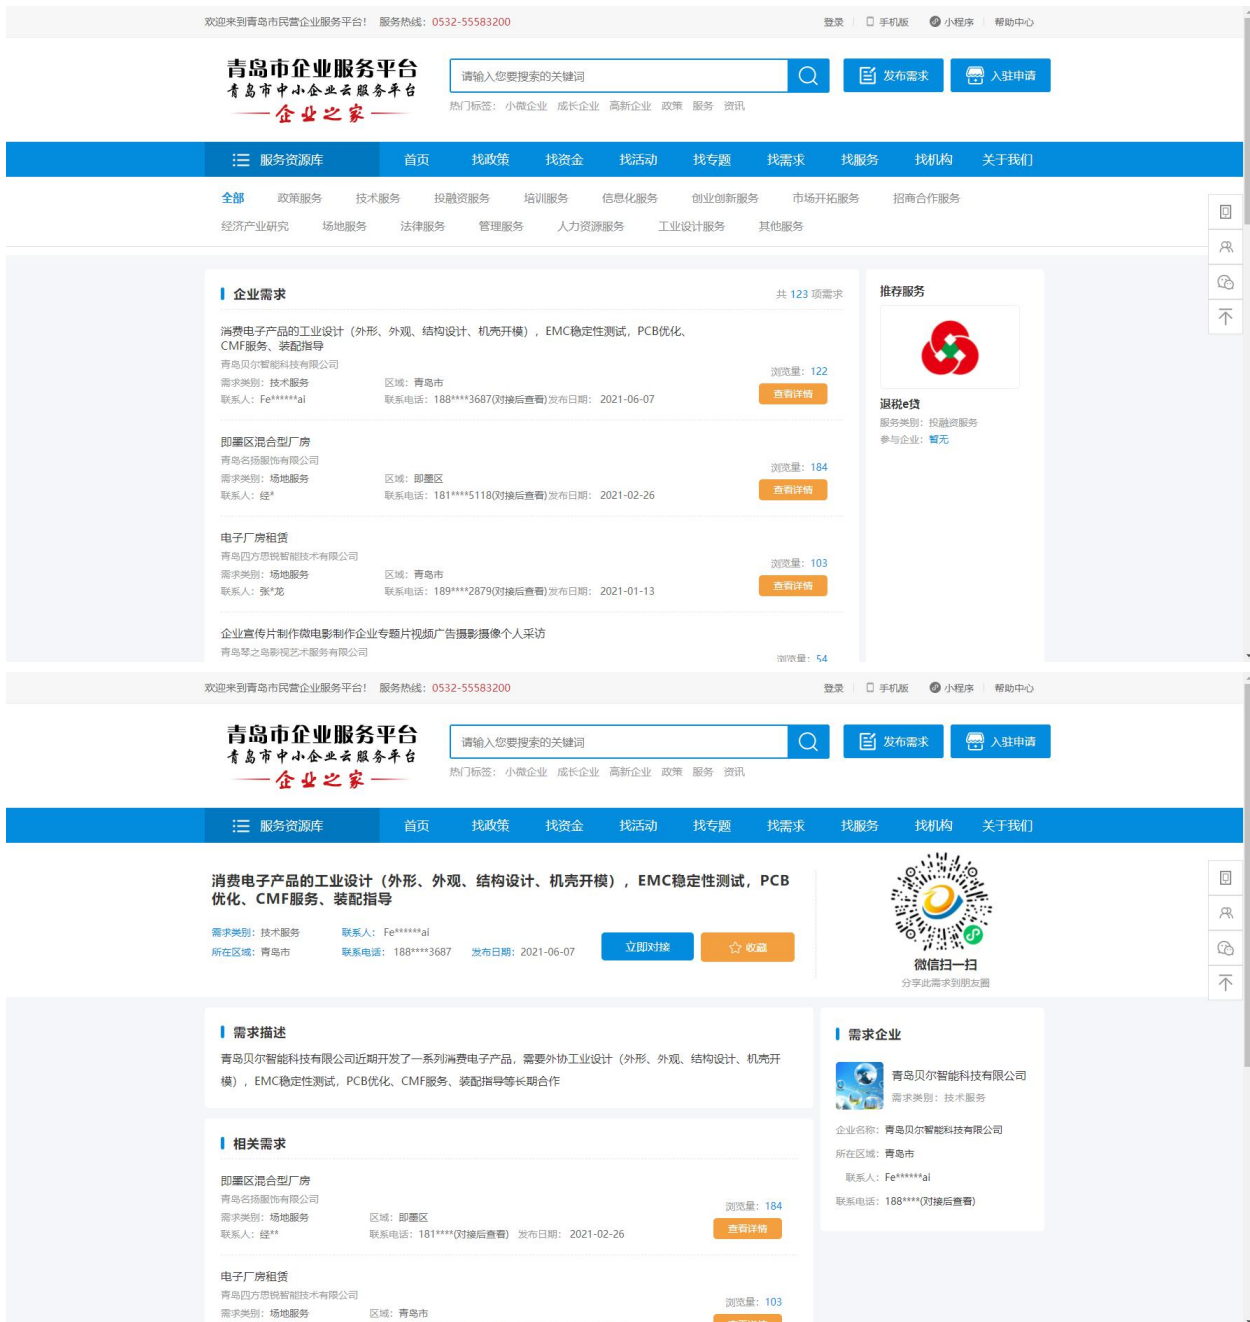 欢迎来到青岛市民营企业服务平台！ 服务热线：0532-55583200 登录 手机版 小程序 帮助中心
青岛市企业服务平台
青岛市中小企业云服务平台
企业之家
请输入您要搜索的关键词
发布需求 入驻申请
热门标签： 小微企业 成长企业 高新企业 政策 服务 资讯
服务资源库 首页 找政策 找资金 找活动 找专题 找需求 找服务 找机构 关于我们
全部 政策服务 技术服务 投融资服务 培训服务 信息化服务 创业创新服务 市场开拓服务 招商合作服务
经济产业研究 场地服务 法律服务 管理服务 人力资源服务 工业设计服务 其他服务
企业需求 共 123 项需求
消费电子产品的工业设计（外形、外观、结构设计、机壳开模），EMC稳定性测试，PCB优化、
CMF服务、装配指导
青岛贝尔智能科技有限公司
浏览量：122
需求类别：技术服务 区域：青岛市
查看详情
联系人：Fe******ai 联系电话：188****3687(对接后查看)发布日期： 2021-06-07
即墨区混合型厂房
青岛名扬服饰有限公司
浏览量：184
需求类别：场地服务 区域：即墨区
查看详情
联系人：经* 联系电话：181****5118(对接后查看)发布日期： 2021-02-26
电子厂房租赁
青岛四方思锐智能技术有限公司
浏览量：103
需求类别：场地服务 区域：青岛市
查看详情
联系人：张*龙 联系电话：189****2879(对接后查看)发布日期： 2021-01-13
企业宣传片制作微电影制作企业专题片视频广告摄影摄像个人采访
青岛琴之岛影视艺术服务有限公司
浏览量：54
推荐服务
退税e贷
服务类别：投融资服务
参与企业：暂无
欢迎来到青岛市民营企业服务平台！ 服务热线：0532-55583200 登录 手机版 小程序 帮助中心
青岛市企业服务平台
青岛市中小企业云服务平台
企业之家
请输入您要搜索的关键词
发布需求 入驻申请
热门标签： 小微企业 成长企业 高新企业 政策 服务 资讯
服务资源库 首页 找政策 找资金 找活动 找专题 找需求 找服务 找机构 关于我们
消费电子产品的工业设计（外形、外观、结构设计、机壳开模），EMC稳定性测试，PCB
优化、CMF服务、装配指导
需求类别：技术服务 联系人： Fe******ai
所在区域：青岛市 联系电话： 188****3687 发布日期：2021-06-07
立即对接 收藏
微信扫一扫
分享此需求到朋友圈
需求描述
青岛贝尔智能科技有限公司近期开发了一系列消费电子产品，需要外协工业设计（外形、外观、结构设计、机壳开
模），EMC稳定性测试，PCB优化、CMF服务、装配指导等长期合作
相关需求
即墨区混合型厂房
青岛名扬服饰有限公司
浏览量：184
需求类别：场地服务 区域：即墨区
查看详情
联系人：经** 联系电话：181****(对接后查看) 发布日期： 2021-02-26
电子厂房租赁
青岛四方思锐智能技术有限公司
浏览量：103
需求类别：场地服务 区域：青岛市
查看详情
需求企业
青岛贝尔智能科技有限公司
需求类别：技术服务
企业名称：青岛贝尔智能科技有限公司
所在区域：青岛市
联系人：Fe******ai
联系电话：188****(对接后查看)